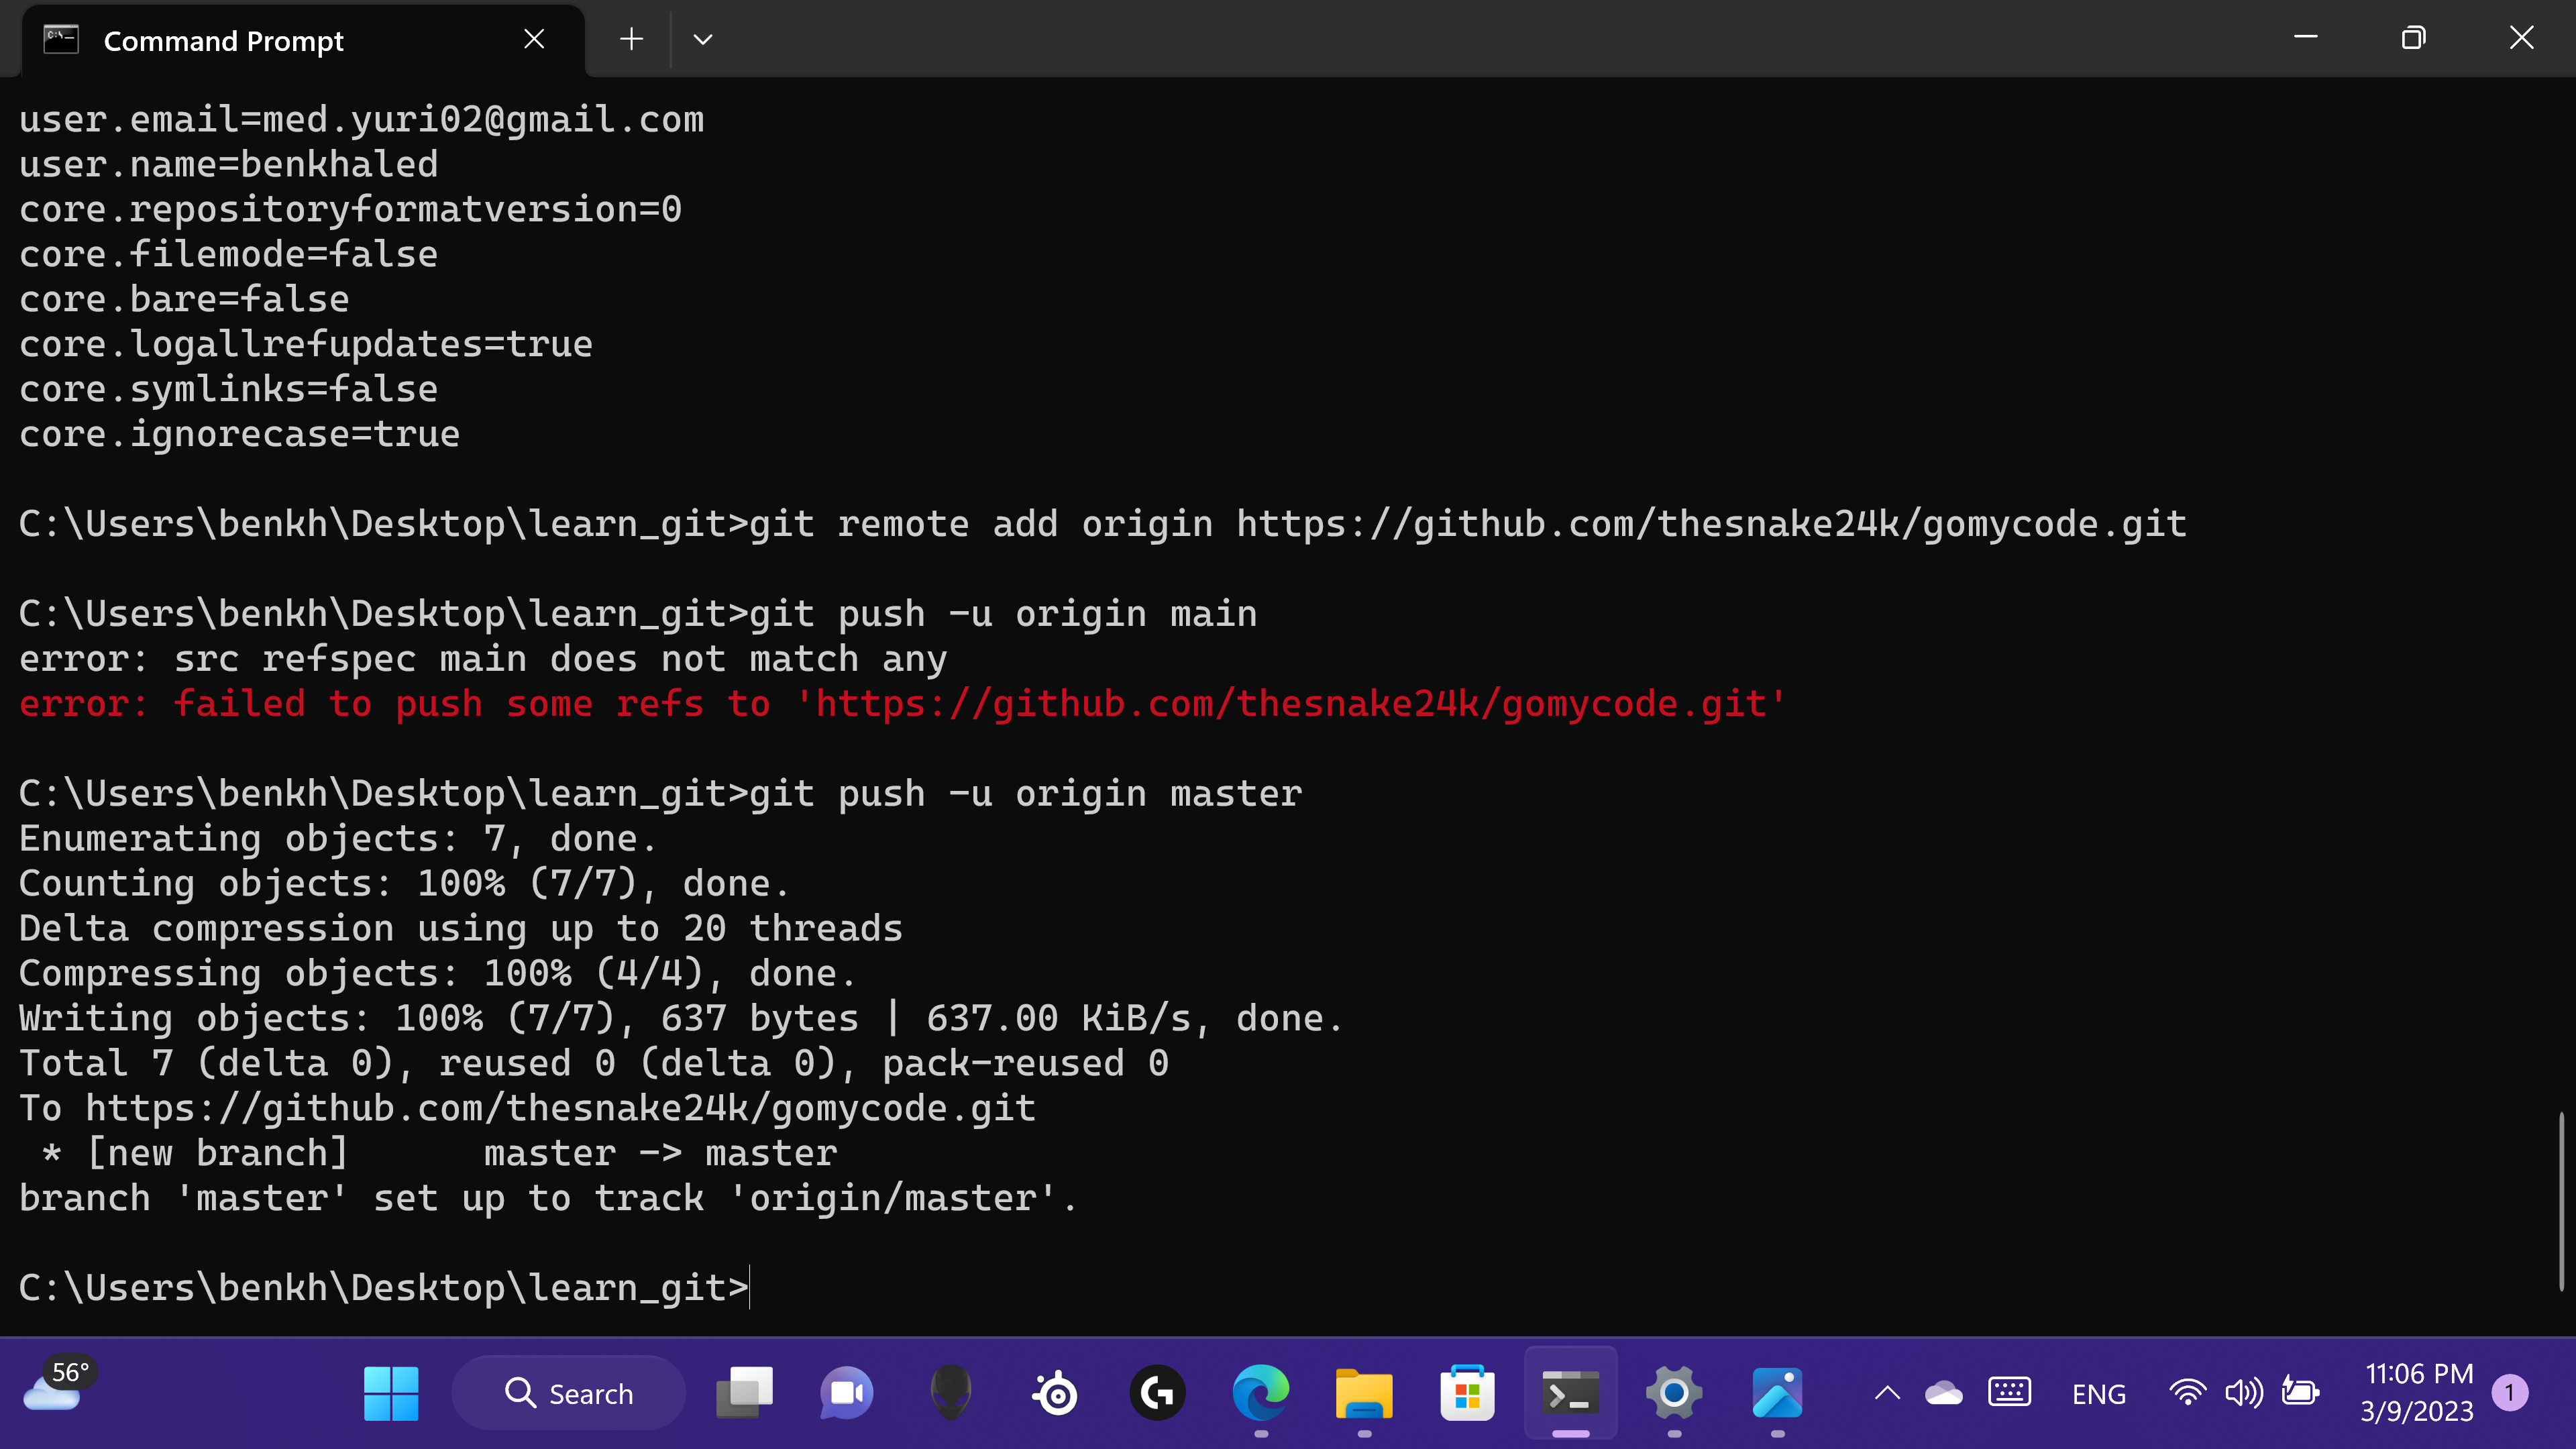 Command Prompt
user.email=med.yuri02@gmail.com
user.name=benkhaled
core.repositoryformatversion=0
core.filemode=false
core.bare=false
core.logallrefupdates=true
core.symlinks=false
core.ignorecase=true
C:\Users\benkh\Desktop\learn_git>git remote add origin https://github.com/thesnake24k/gomycode.git
C:\Users\benkh\Desktop\learn_git>git push -u origin main
error: src refspec main does not match any
error: failed to push some refs to 'https://github.com/thesnake24k/gomycode.git'
C:\Users\benkh\Desktop\learn_git>git push -u origin master
Enumerating objects: 7, done.
Counting objects: 100% (7/7), done.
Delta compression using up to 20 threads
Compressing objects: 100% (4/4), done.
Writing objects: 100% (7/7), 637 bytes | 637.00 KiB/s, done.
Total 7 (delta 0), reused 0 (delta 0), pack-reused 0
To https://github.com/thesnake24k/gomycode.git
 * [new branch]      master -> master
branch 'master' set up to track 'origin/master'.
C:\Users\benkh\Desktop\learn_git>
56°
Search
ENG
11:06 PM
3/9/2023
1